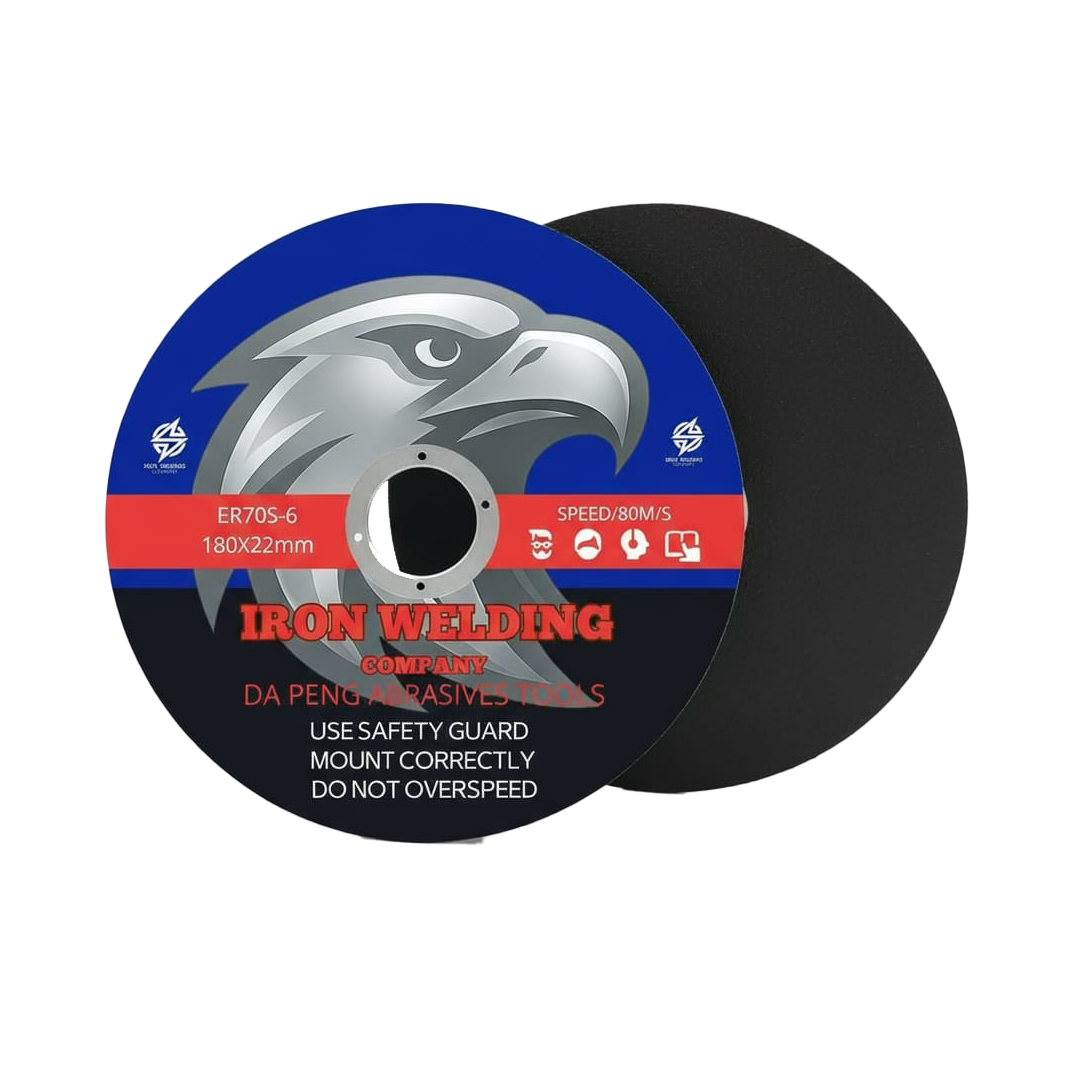 ER70S-6
180X22mm
SPEED/80M/S
IRON WELDING
COMPANY
DA PENG ABRASIVES TOOLS
USE SAFETY GUARD
MOUNT CORRECTLY
DO NOT OVERSPEED